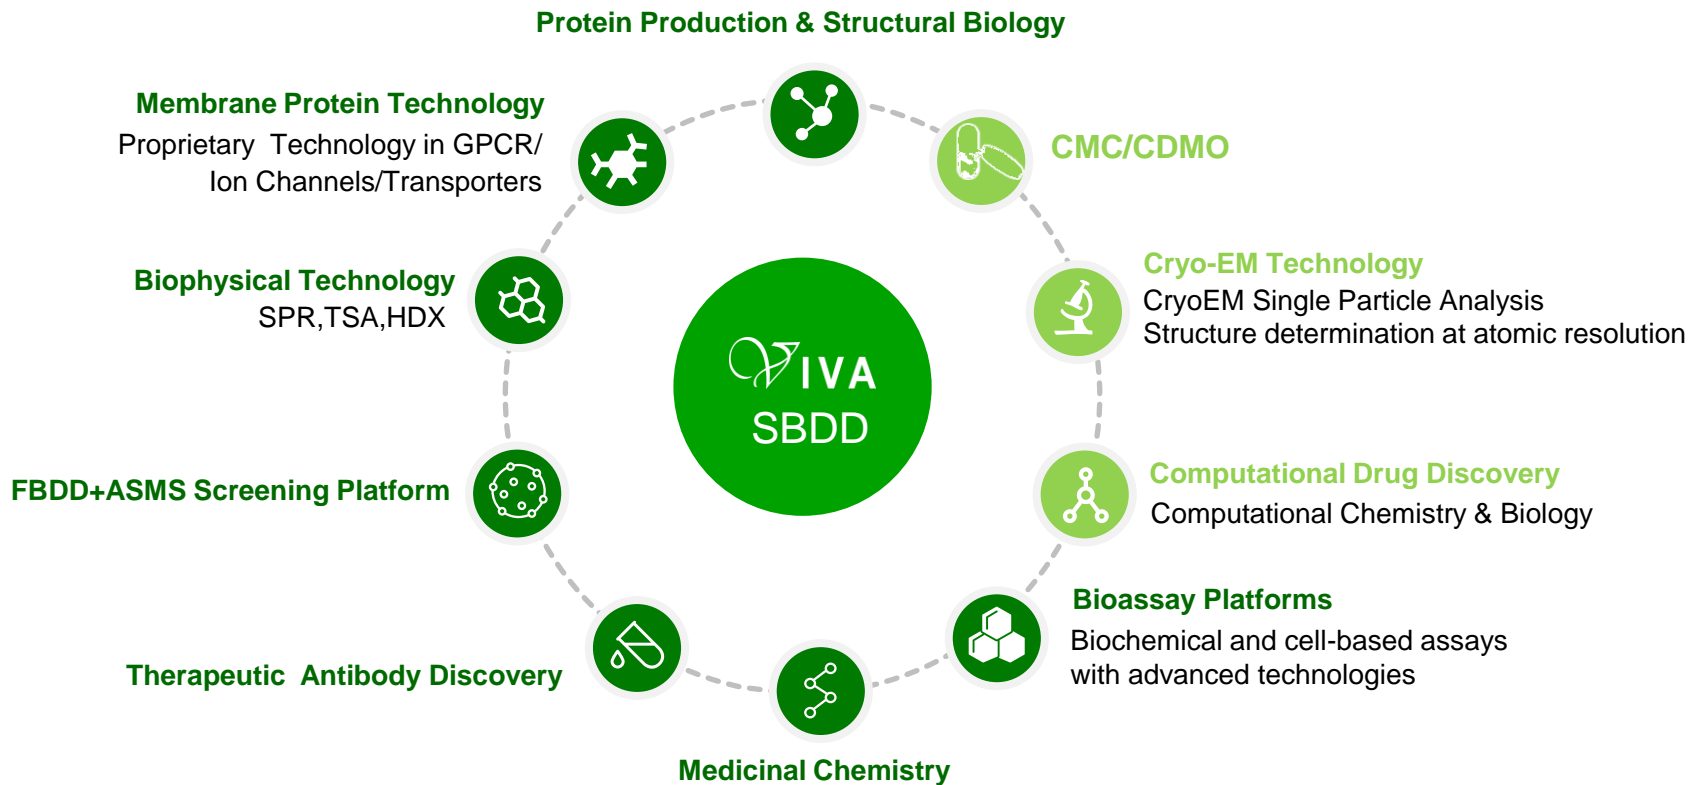 Protein Production & Structural Biology
Membrane Protein Technology
Proprietary Technology in GPCR/
Ion Channels/Transporters
CMC/CDMO
Biophysical Technology
SPR,TSA,HDX
Cryo-EM Technology
CryoEM Single Particle Analysis
Structure determination at atomic resolution
VIVA
SBDD
FBDD+ASMS Screening Platform
Computational Drug Discovery
Computational Chemistry & Biology
Bioassay Platforms
Biochemical and cell-based assays
with advanced technologies
Therapeutic Antibody Discovery
Medicinal Chemistry